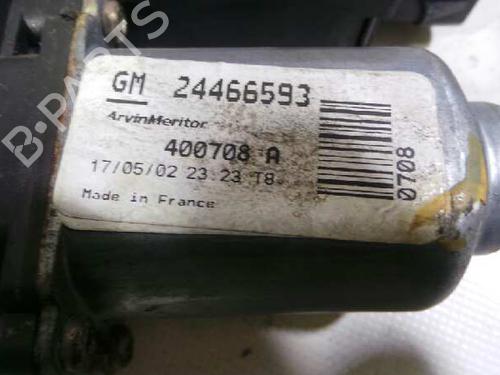 GM 24466593
ArvinMeritor
400708 A
17/05/02 23:23 T8
Made in France
0708
B-PARTS